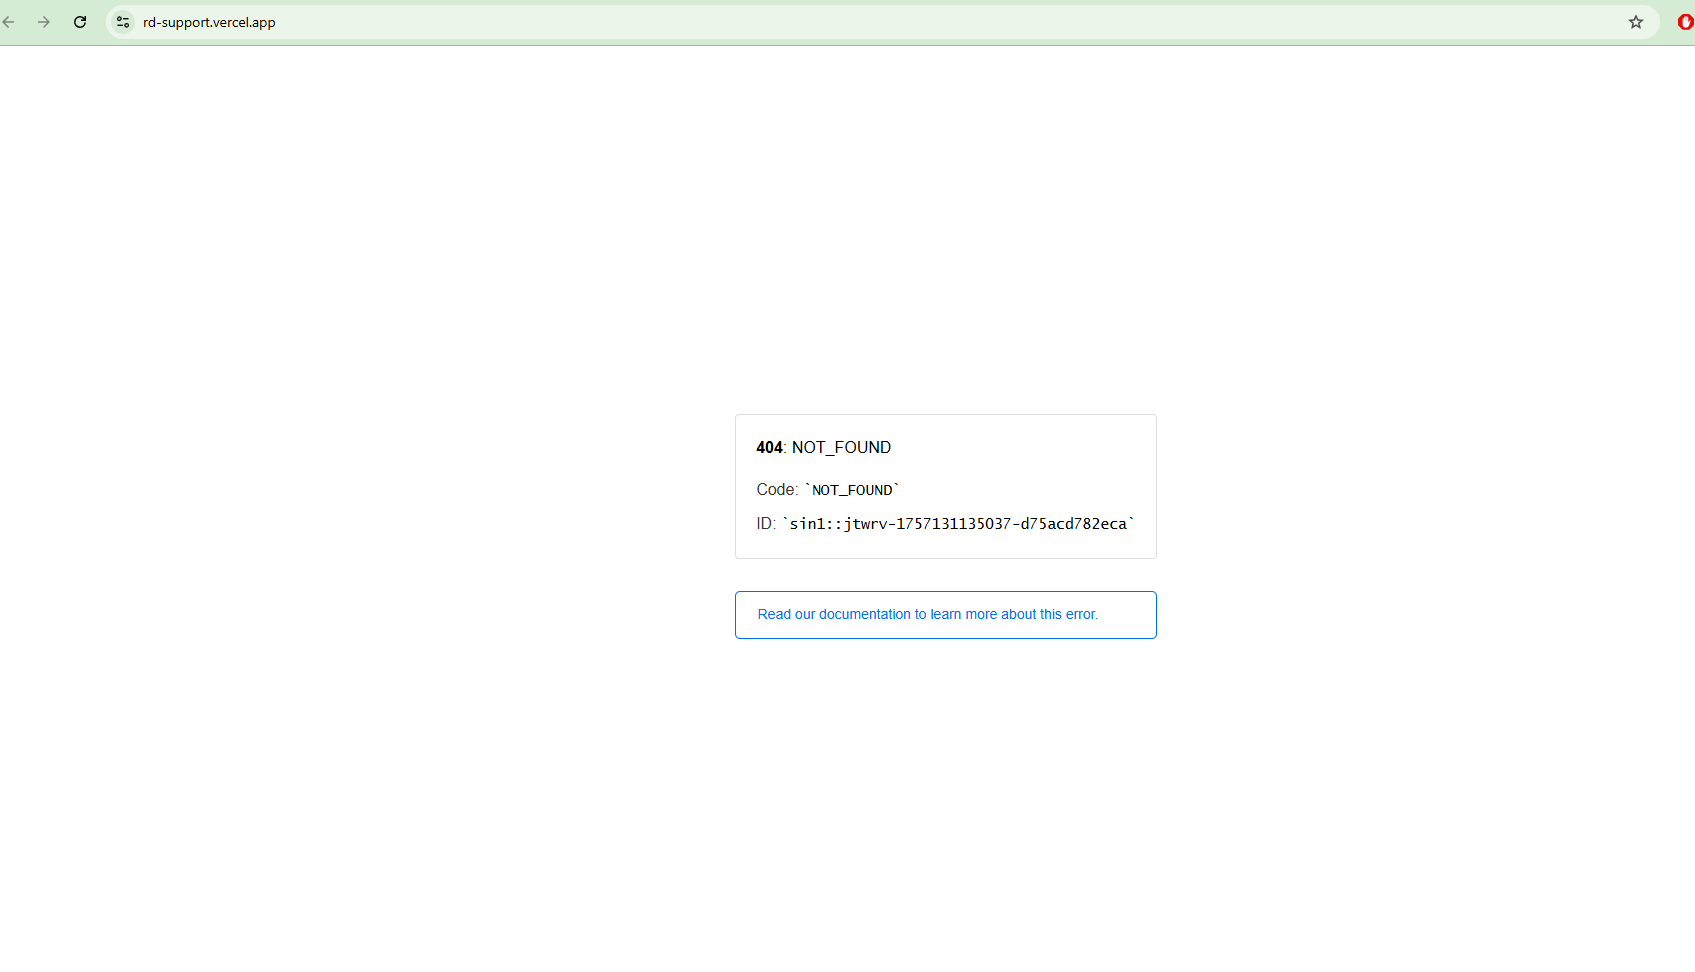 rd-support.vercel.app
404: NOT_FOUND
Code: `NOT_FOUND`
ID: `sin1::jtwrv-1757131135037-d75acd782eca`
Read our documentation to learn more about this error.